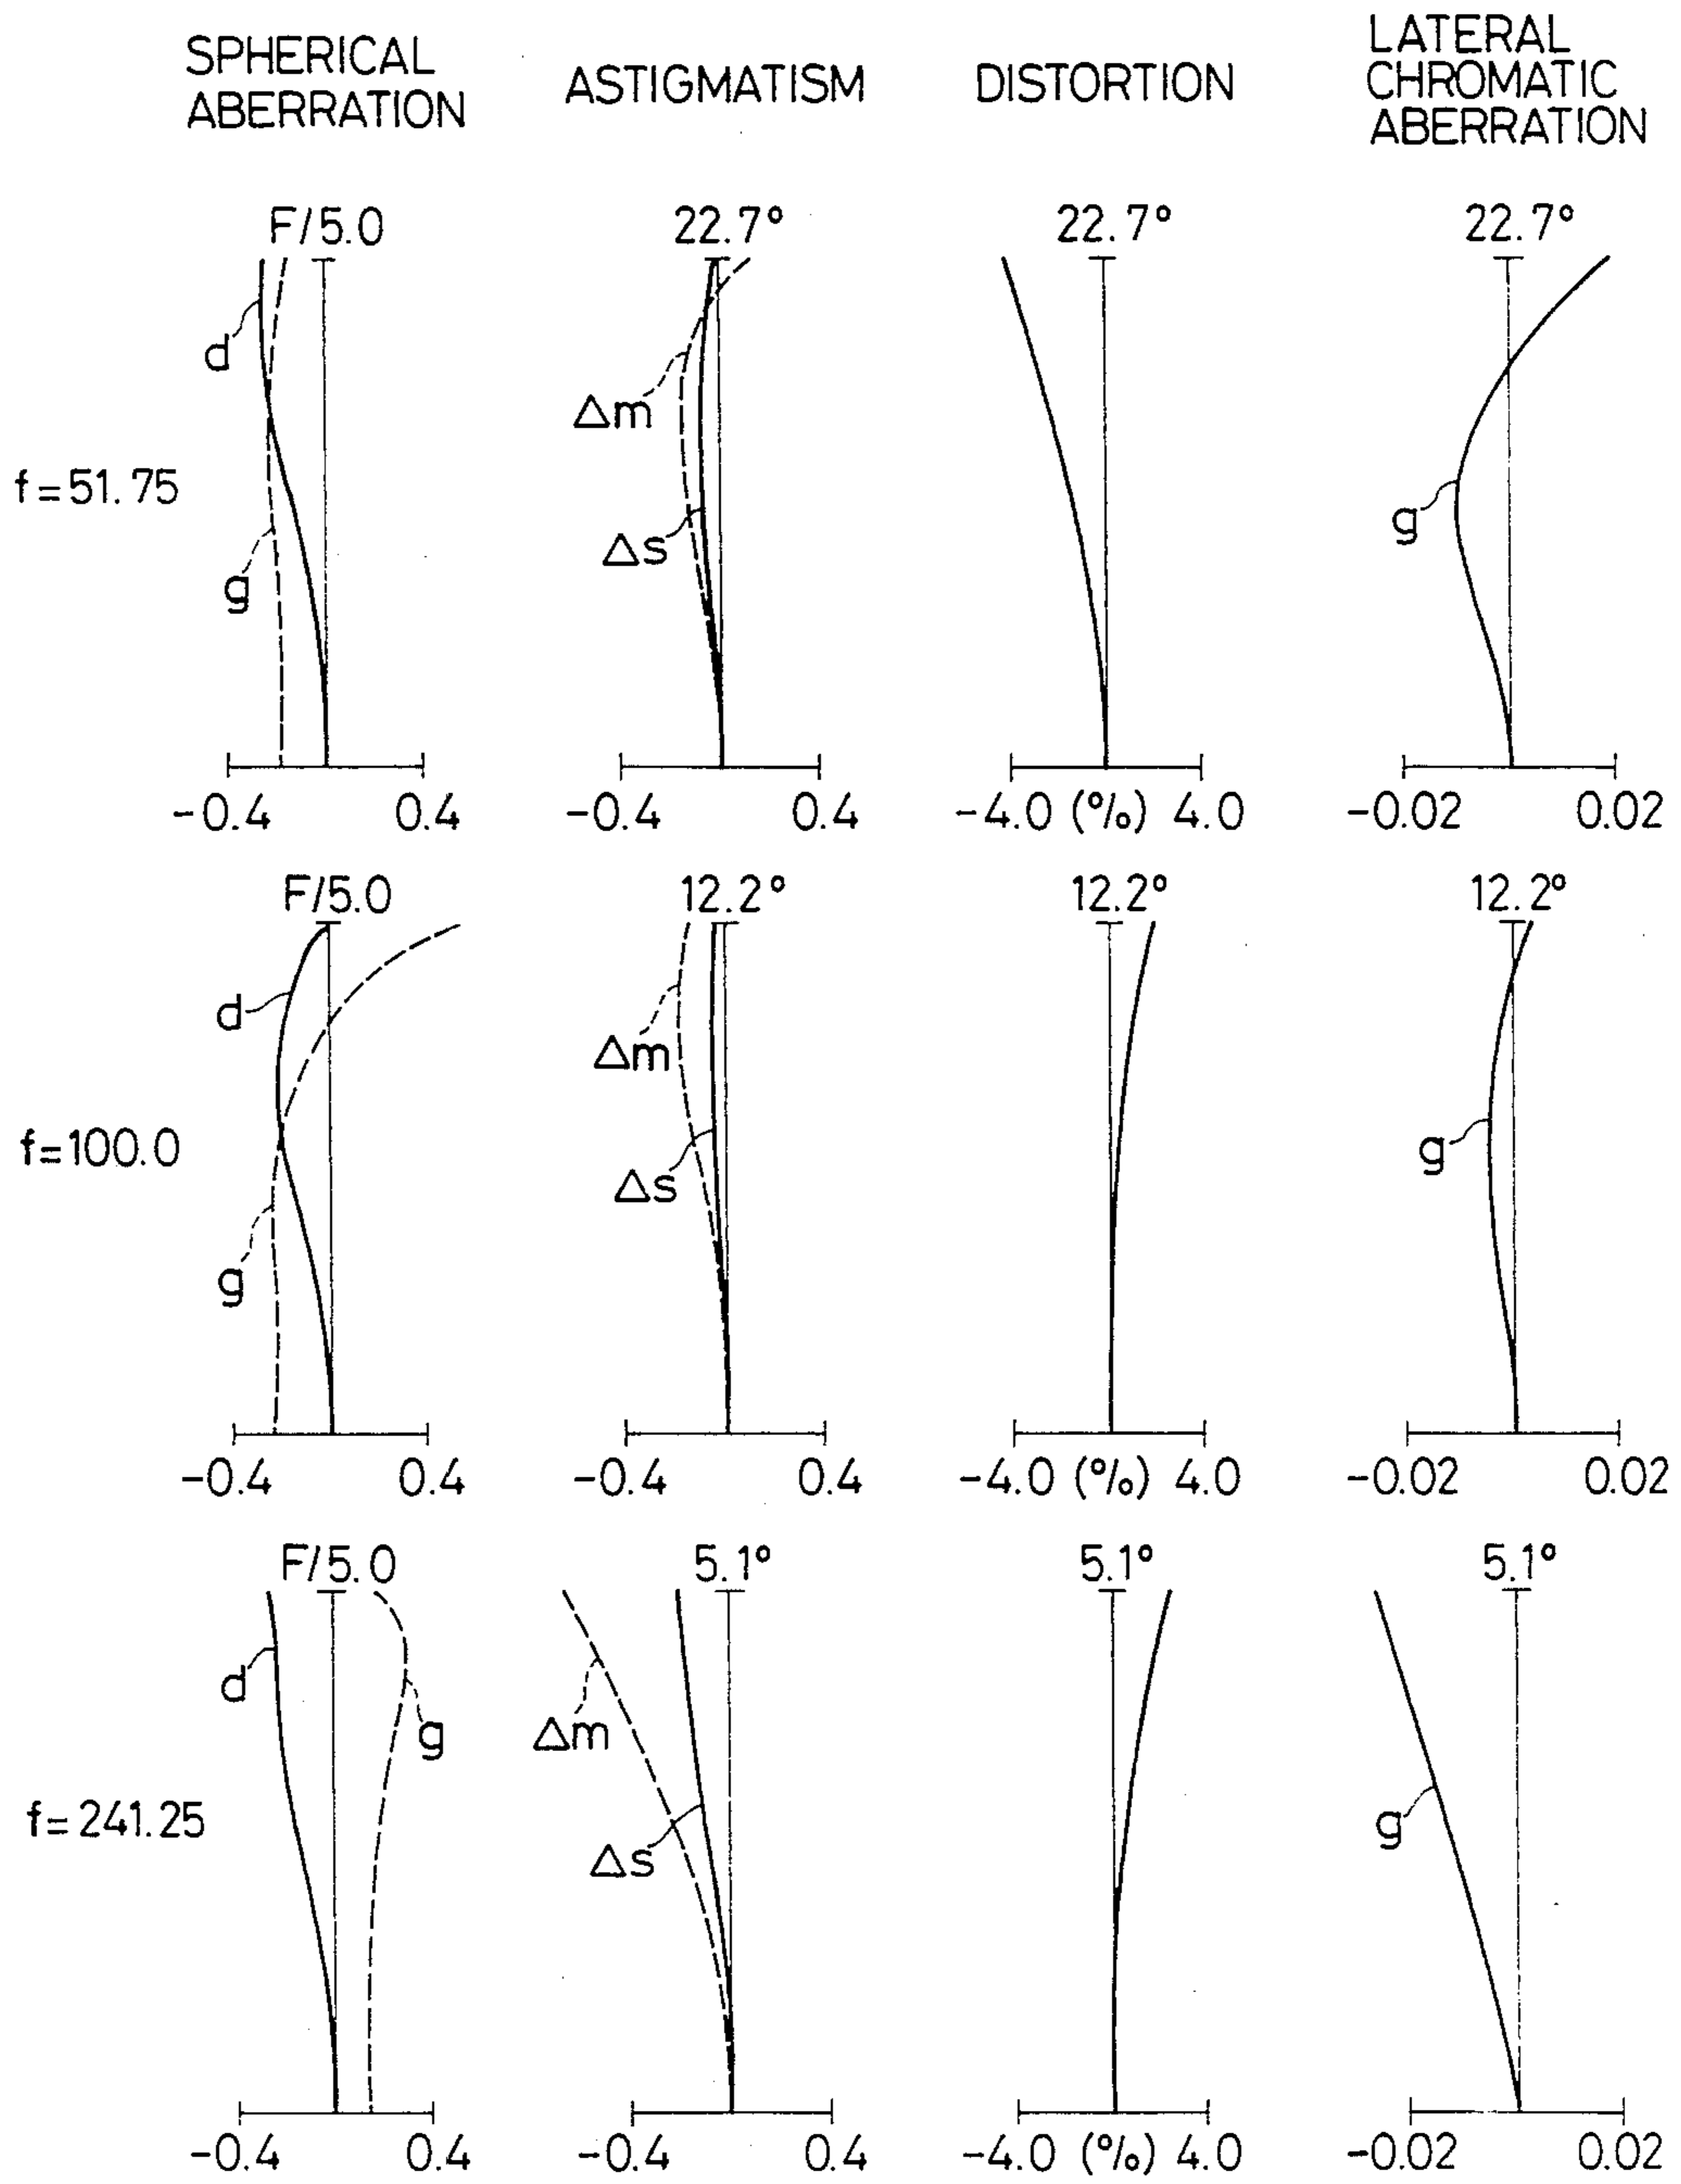 SPHERICAL
ABERRATION
ASTIGMATISM
DISTORTION
LATERAL
CHROMATIC
ABERRATION
F/5.0
22.7°
22.7°
22.7°
d
g
Δm
Δs
g
f=51.75
-0.4 0.4
-0.4 0.4
-4.0 (%) 4.0
-0.02 0.02
F/5.0
12.2°
12.2°
12.2°
d
g
Δm
Δs
g
f=100.0
-0.4 0.4
-0.4 0.4
-4.0 (%) 4.0
-0.02 0.02
F/5.0
5.1°
5.1°
5.1°
d
g
Δm
Δs
g
f=241.25
-0.4 0.4
-0.4 0.4
-4.0 (%) 4.0
-0.02 0.02